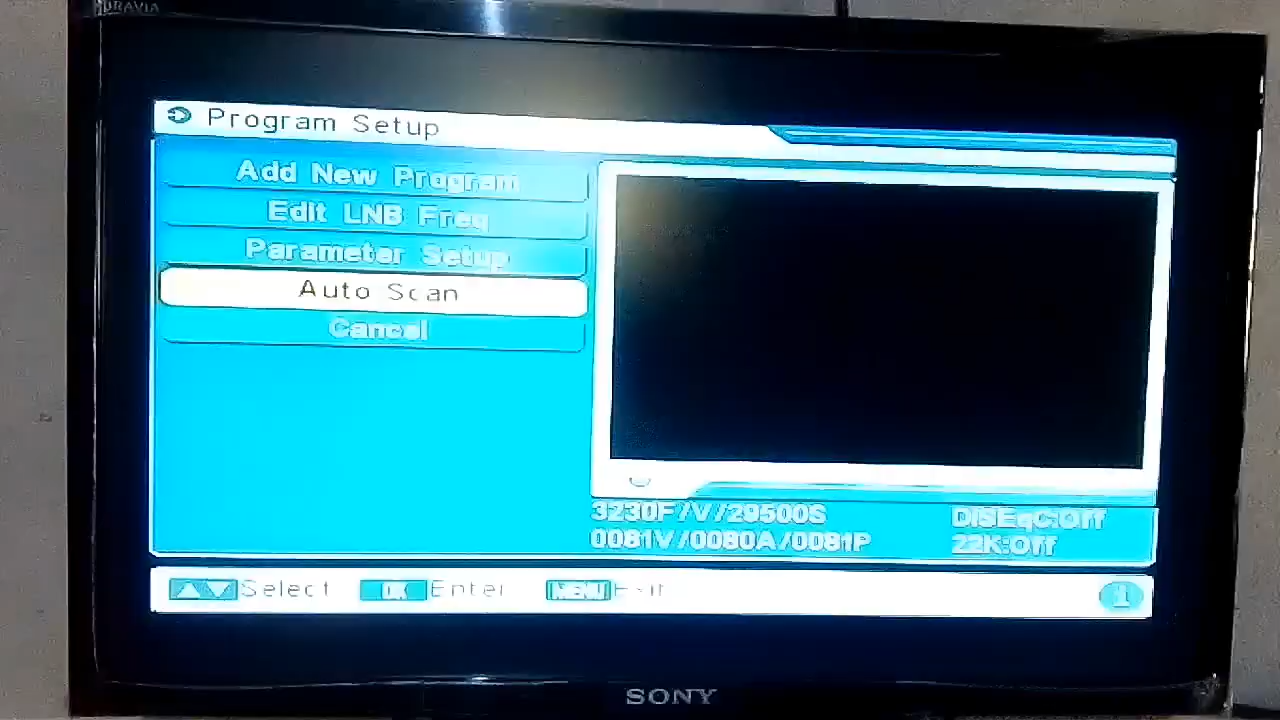 BRAVIA
Program Setup
Add New Program
Edit LNB Freq
Parameter Setup
Auto Scan
Cancel
3230F/V/29500S
DISEqC:Off
0081V/0080A/0081P
22K:Off
Select OK Enter MENU Exit
1
SONY